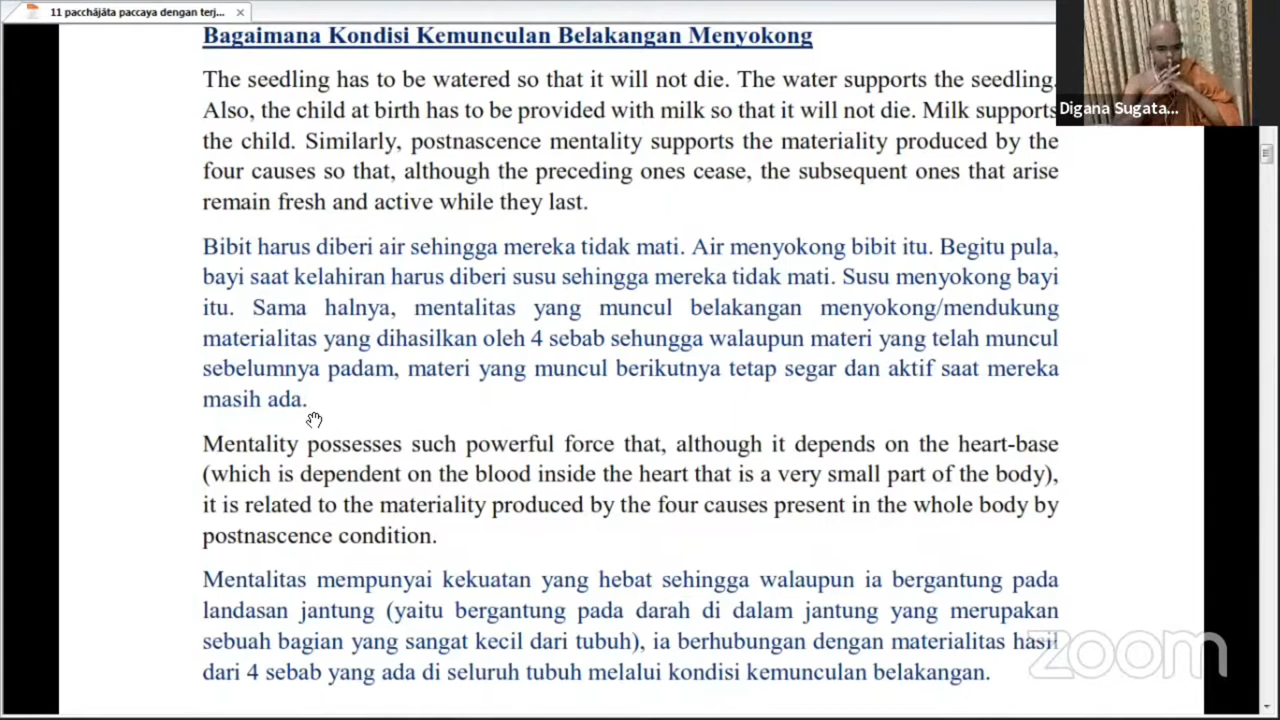 11 pacchājāta paccaya dengan terj...
Bagaimana Kondisi Kemunculan Belakangan Menyokong
Digana Sugata...
The seedling has to be watered so that it will not die. The water supports the seedling.
Also, the child at birth has to be provided with milk so that it will not die. Milk supports
the child. Similarly, postnascence mentality supports the materiality produced by the
four causes so that, although the preceding ones cease, the subsequent ones that arise
remain fresh and active while they last.
Bibit harus diberi air sehingga mereka tidak mati. Air menyokong bibit itu. Begitu pula,
bayi saat kelahiran harus diberi susu sehingga mereka tidak mati. Susu menyokong bayi
itu. Sama halnya, mentalitas yang muncul belakangan menyokong/mendukung
materialitas yang dihasilkan oleh 4 sebab sehungga walaupun materi yang telah muncul
sebelumnya padam, materi yang muncul berikutnya tetap segar dan aktif saat mereka
masih ada.
Mentality possesses such powerful force that, although it depends on the heart-base
(which is dependent on the blood inside the heart that is a very small part of the body),
it is related to the materiality produced by the four causes present in the whole body by
postnascence condition.
Mentalitas mempunyai kekuatan yang hebat sehingga walaupun ia bergantung pada
landasan jantung (yaitu bergantung pada darah di dalam jantung yang merupakan
sebuah bagian yang sangat kecil dari tubuh), ia berhubungan dengan materialitas hasil
dari 4 sebab yang ada di seluruh tubuh melalui kondisi kemunculan belakangan.
zoom